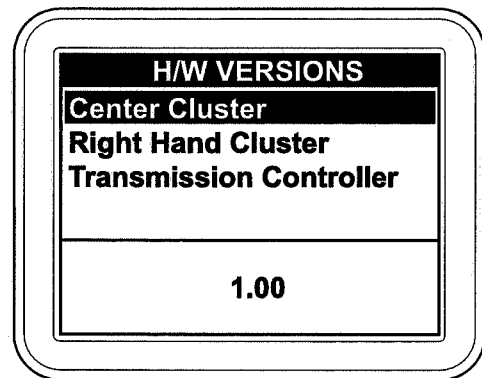 H/W VERSIONS
Center Cluster
Right Hand Cluster
Transmission Controller
1.00